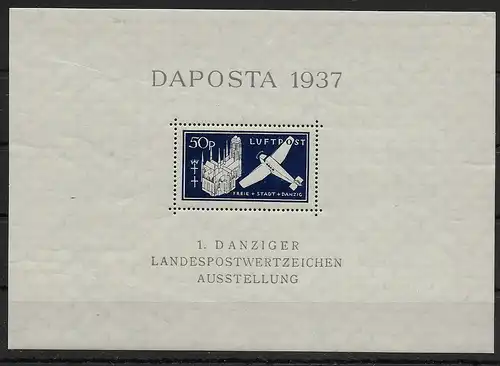 DAPOSTA 1937
50p LUFTPOST
FREIE + STADT + DANZIG
1. DANZIGER
LANDESPOSTWERTZEICHEN
AUSSTELLUNG